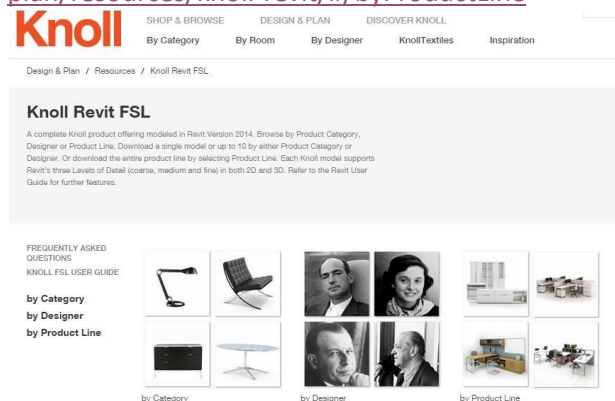 plan/resources/knoll-revit/#/byProductLine
Knoll
SHOP & BROWSE DESIGN & PLAN DISCOVER KNOLL
By Category By Room By Designer KnollTextiles Inspiration
Design & Plan / Resources / Knoll Revit FSL
Knoll Revit FSL
A complete Knoll product offering modeled in Revit Version 2014. Browse by Product Category,
Designer or Product Line. Download a single model or up to 10 by either Product Category or
Designer. Or download the entire product line by selecting Product Line. Each Knoll model supports
Revit's three Levels of Detail (coarse, medium and fine) in both 2D and 3D. Refer to the Revit User
Guide for further features.
FREQUENTLY ASKED
QUESTIONS
KNOLL FSL USER GUIDE
by Category
by Designer
by Product Line
by Category by Designer by Product Line